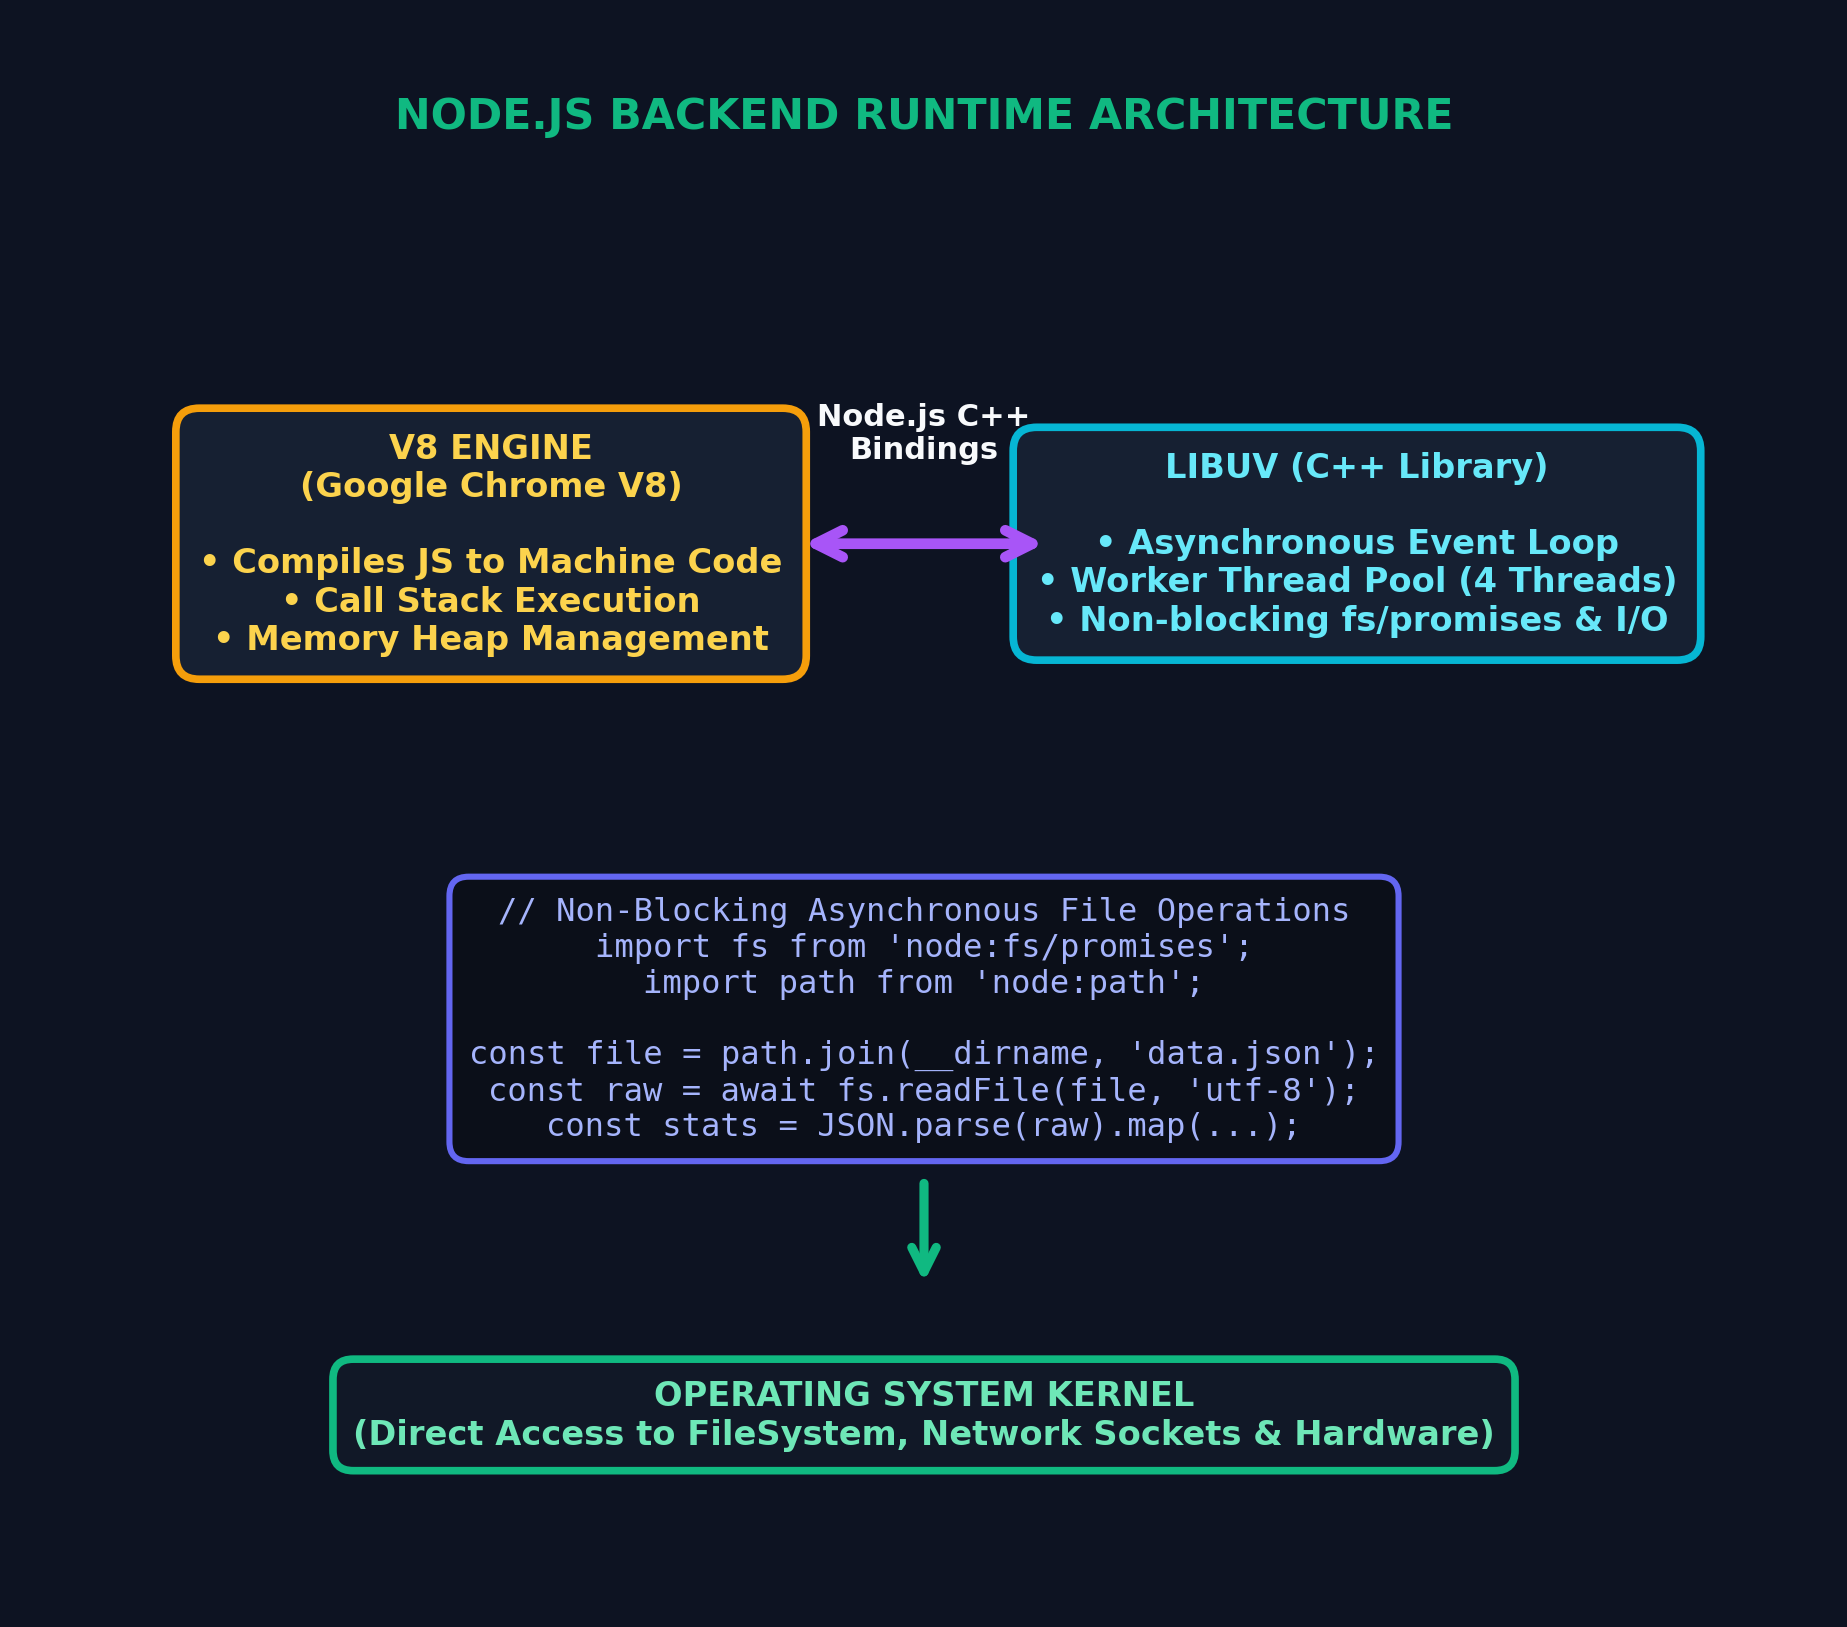 NODE.JS BACKEND RUNTIME ARCHITECTURE
V8 ENGINE
(Google Chrome V8)
• Compiles JS to Machine Code
• Call Stack Execution
• Memory Heap Management
Node.js C++
Bindings
LIBUV (C++ Library)
• Asynchronous Event Loop
• Worker Thread Pool (4 Threads)
• Non-blocking fs/promises & I/O
// Non-Blocking Asynchronous File Operations
import fs from 'node:fs/promises';
import path from 'node:path';
const file = path.join(__dirname, 'data.json');
const raw = await fs.readFile(file, 'utf-8');
const stats = JSON.parse(raw).map(...);
OPERATING SYSTEM KERNEL
(Direct Access to FileSystem, Network Sockets & Hardware)